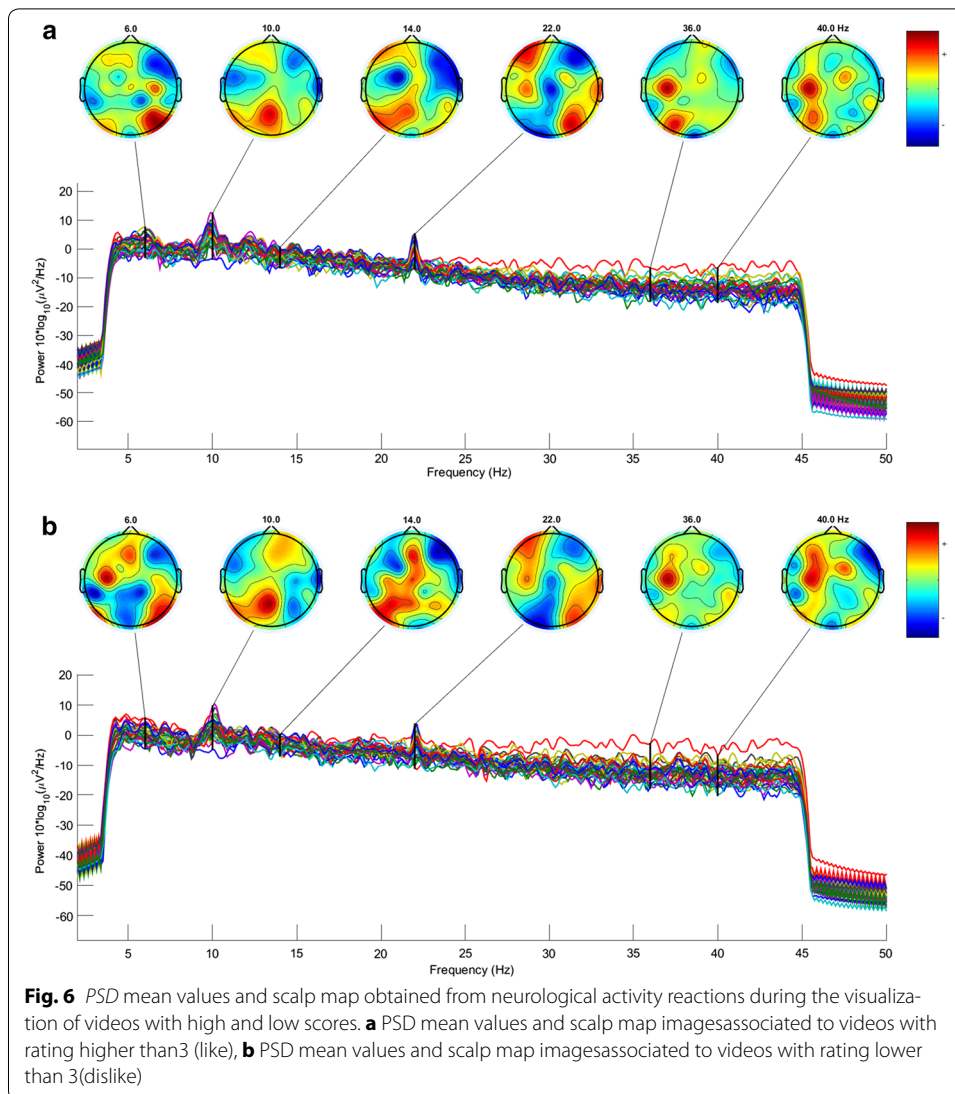 a
6.0 10.0 14.0 22.0 36.0 40.0 Hz
+
-
Power 10*log10(μV2/Hz)
20
10
0
-10
-20
-30
-40
-50
-60
5 10 15 20 25 30 35 40 45 50
Frequency (Hz)
b
6.0 10.0 14.0 22.0 36.0 40.0 Hz
+
-
Power 10*log10(μV2/Hz)
20
10
0
-10
-20
-30
-40
-50
-60
5 10 15 20 25 30 35 40 45 50
Frequency (Hz)
Fig. 6 PSD mean values and scalp map obtained from neurological activity reactions during the visualiza-
tion of videos with high and low scores. a PSD mean values and scalp map imagesassociated to videos with
rating higher than3 (like), b PSD mean values and scalp map imagesassociated to videos with rating lower
than 3(dislike)